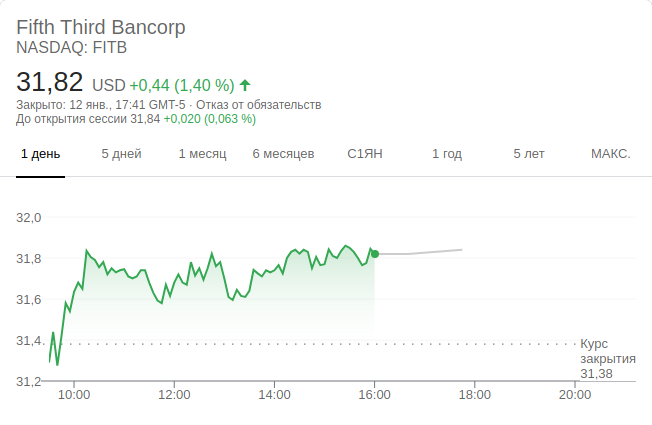 Fifth Third Bancorp
NASDAQ: FITB
31,82 USD +0,44 (1,40 %)
Закрыто: 12 янв., 17:41 GMT-5 · Отказ от обязательств
До открытия сессии 31,84 +0,020 (0,063 %)
1 день 5 дней 1 месяц 6 месяцев С1ЯН 1 год 5 лет МАКС.
32,0
31,8
31,6
31,4
Курс
закрытия
31,38
31,2
10:00 12:00 14:00 16:00 18:00 20:00